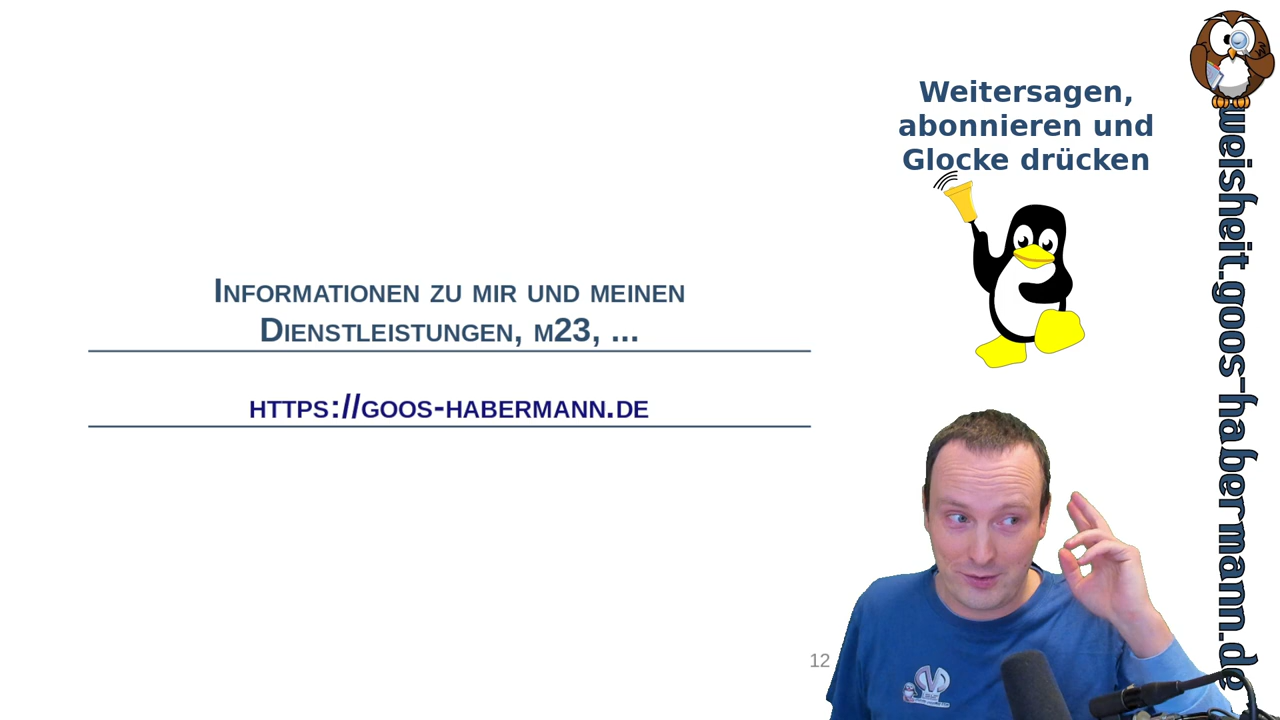 Weitersagen,
abonnieren und
Glocke drücken
Informationen zu mir und meinen
Dienstleistungen, m23, ...
https://goos-habermann.de
12
weisheit.goos-habermann.de